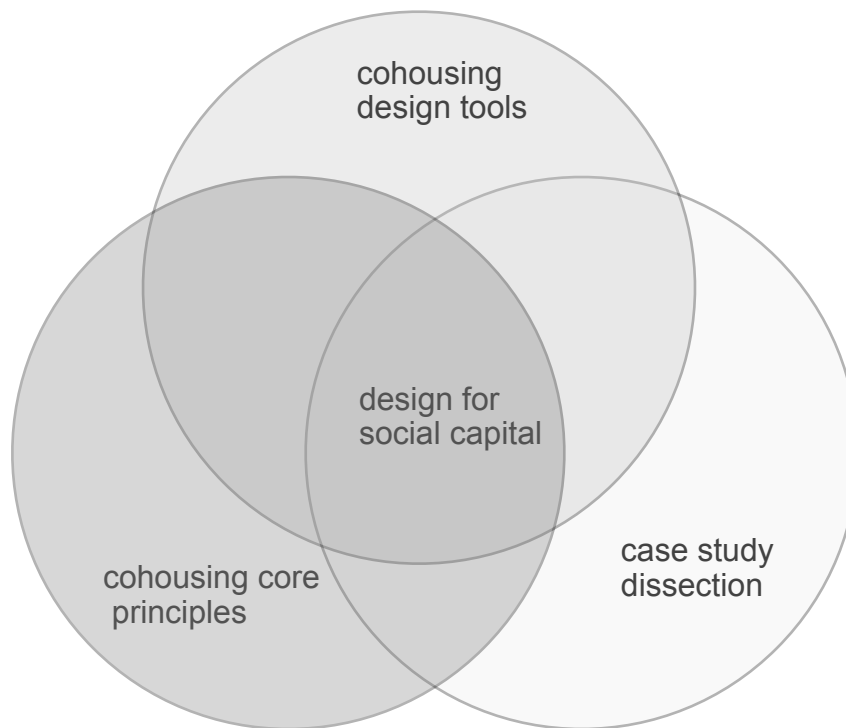 cohousing
design tools
design for
social capital
cohousing core
principles
case study
dissection